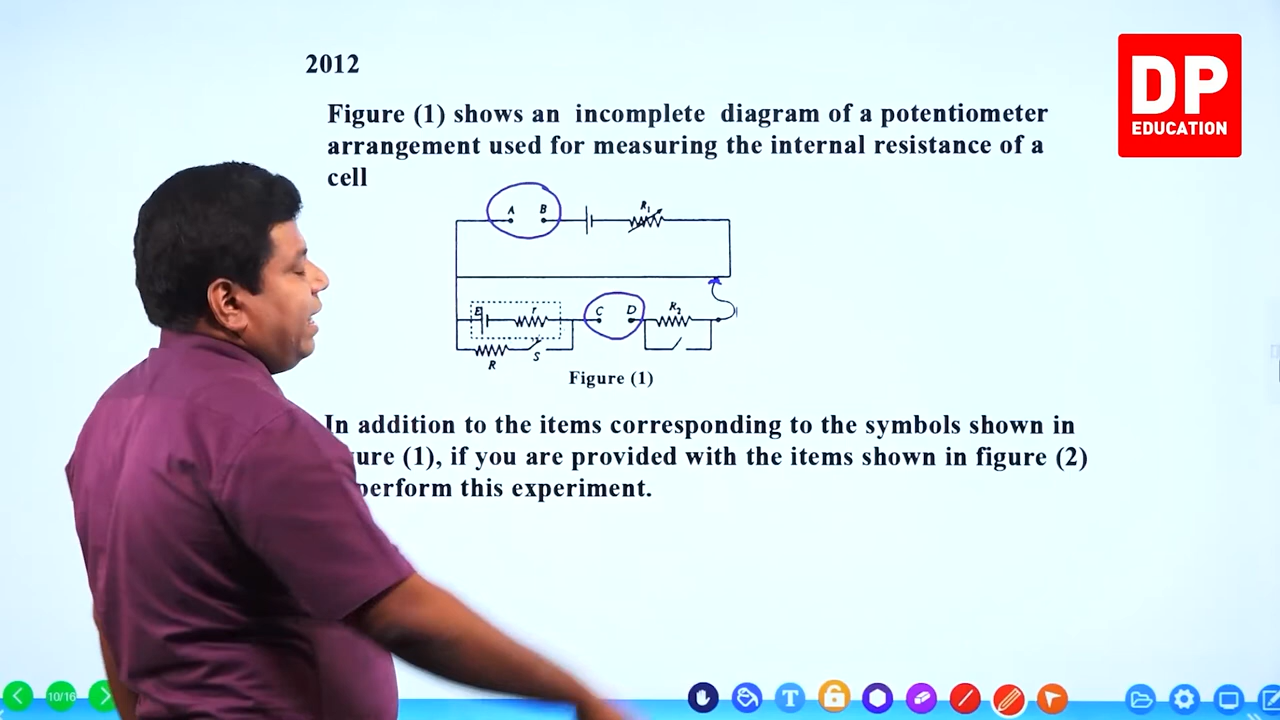 2012
DP
EDUCATION
Figure (1) shows an incomplete diagram of a potentiometer
arrangement used for measuring the internal resistance of a
cell
A B R₁
E r C D R₂
R S
Figure (1)
In addition to the items corresponding to the symbols shown in
(1), if you are provided with the items shown in figure (2)
perform this experiment.
10/16
T